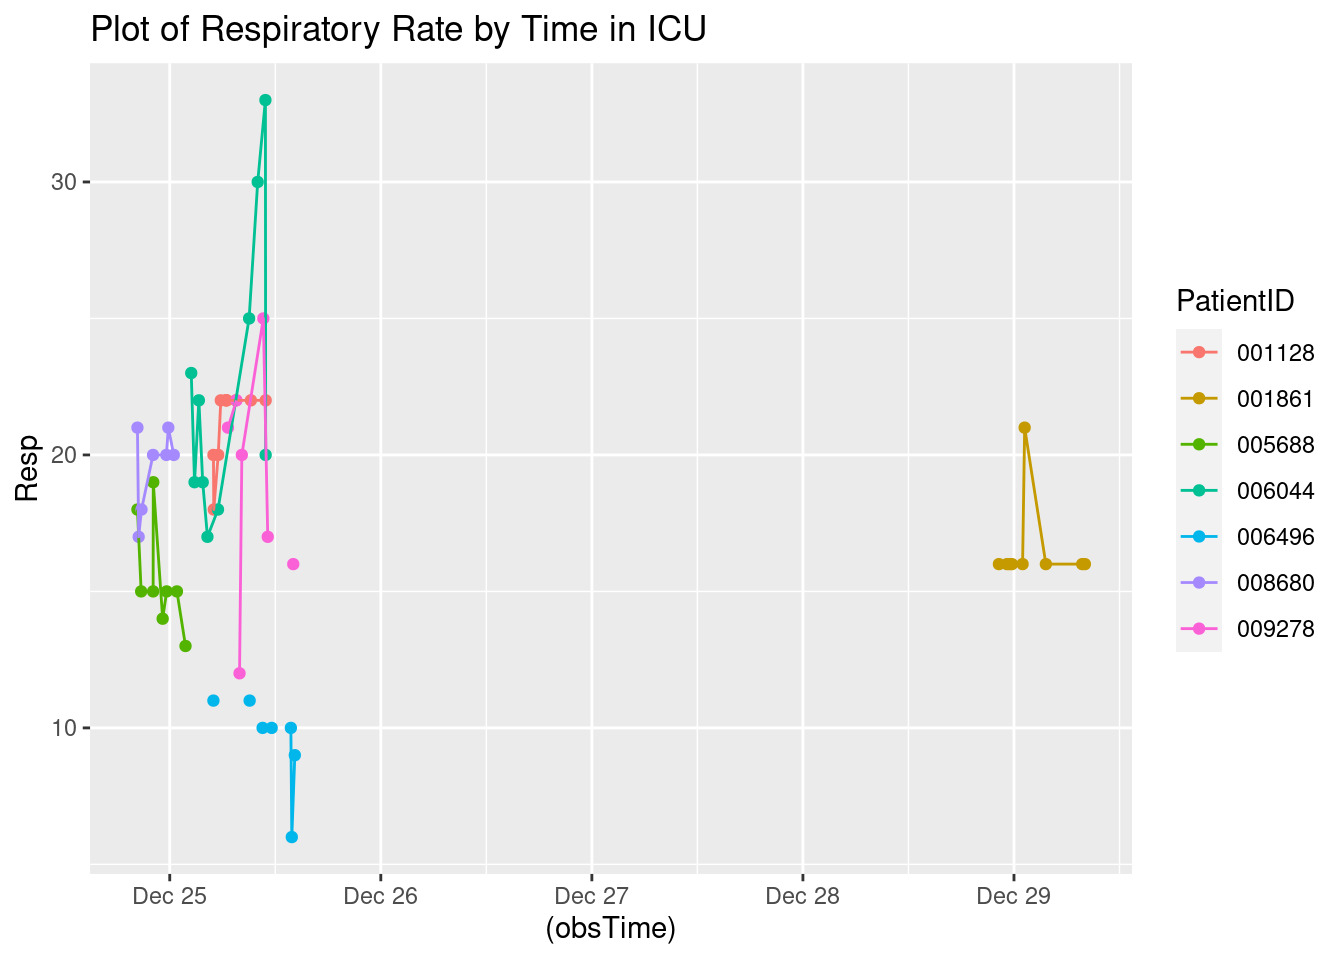 Plot of Respiratory Rate by Time in ICU
30
20
10
Resp
Dec 25
Dec 26
Dec 27
Dec 28
Dec 29
(obsTime)
PatientID
001128
001861
005688
006044
006496
008680
009278